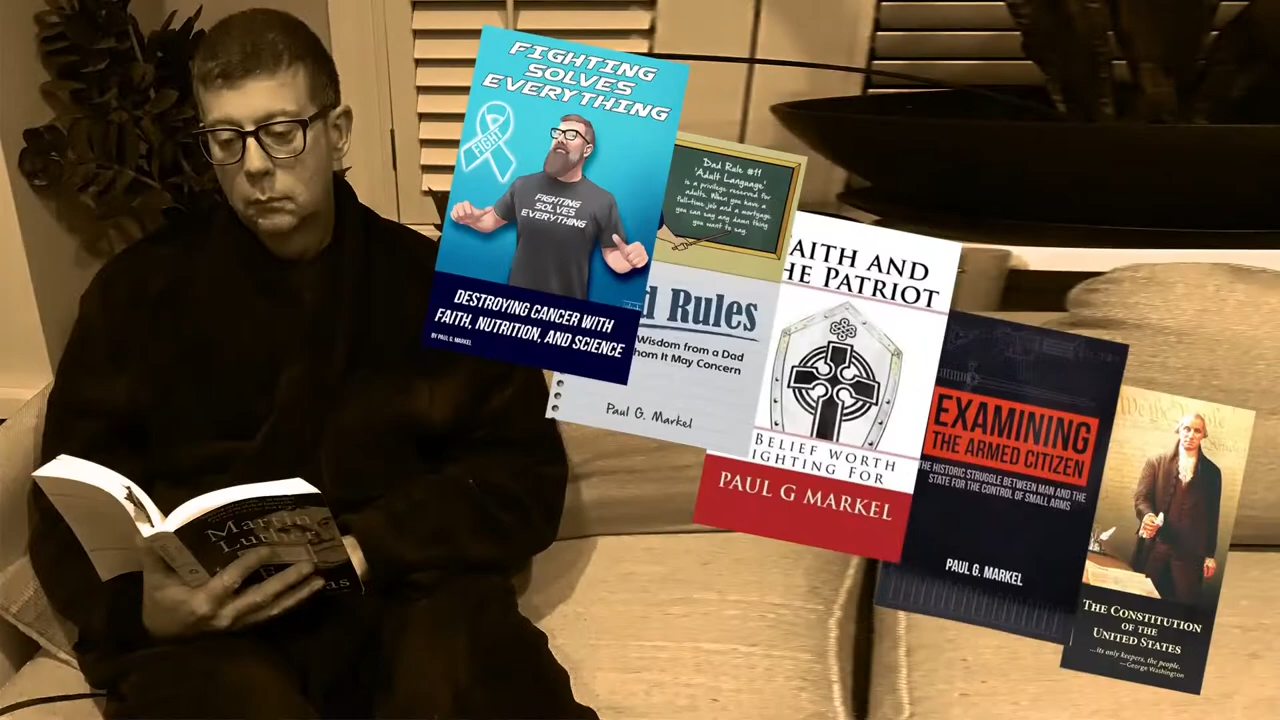 FIGHTING
SOLVES
EVERYTHING
FIGHT
FIGHTING
SOLVES
EVERYTHING
DESTROYING CANCER WITH
FAITH, NUTRITION, AND SCIENCE
BY PAUL G. MARKEL
Dad Rule #11
'Adult Language'
is a privilege reserved for
adults. When you have a
full-time job and a mortgage
you can say any damn thing
you want to say.
d Rules
Wisdom from a Dad
hom It May Concern
Paul G. Markel
AITH AND
HE PATRIOT
BELIEF WORTH
IGHTING FOR
PAUL G MARKEL
EXAMINING
THE ARMED CITIZEN
THE HISTORIC STRUGGLE BETWEEN MAN AND THE
STATE FOR THE CONTROL OF SMALL ARMS
PAUL G. MARKEL
We the People
THE CONSTITUTION
OF THE
UNITED STATES
...its only keepers, the people.
—George Washington
Martin
Luther